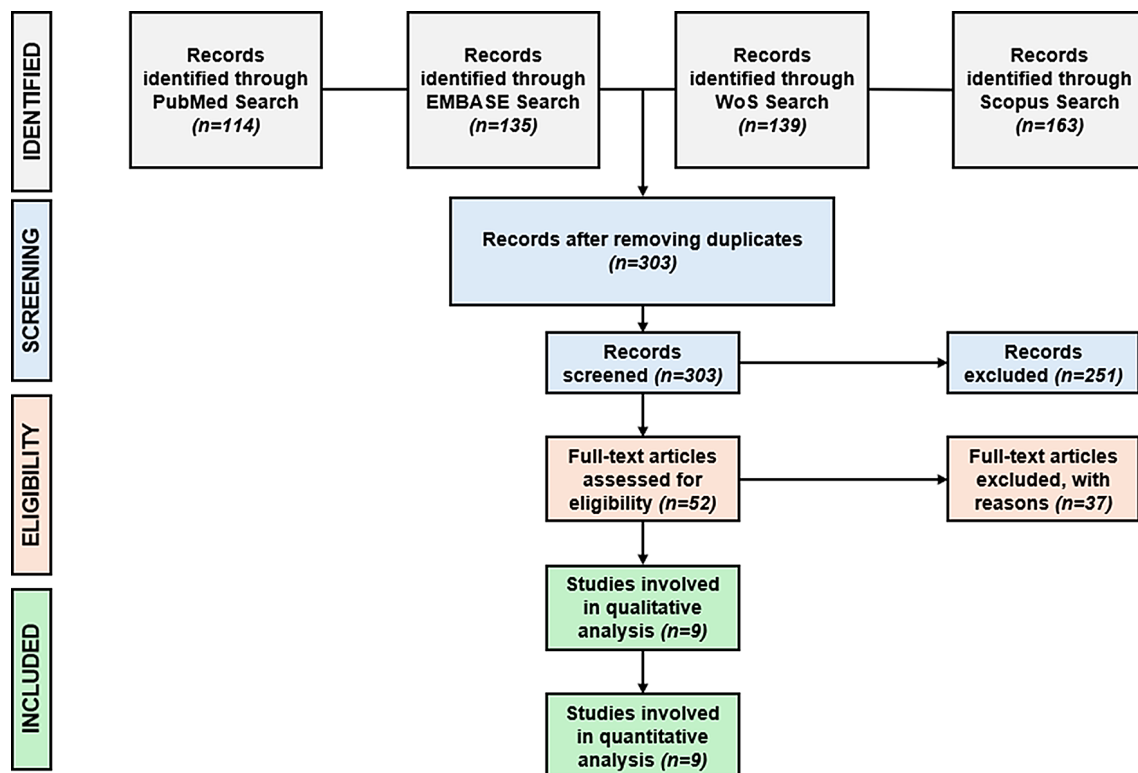 IDENTIFIED
Records
identified through
PubMed Search
(n=114)
Records
identified through
EMBASE Search
(n=135)
Records
identified through
WoS Search
(n=139)
Records
identified through
Scopus Search
(n=163)
SCREENING
Records after removing duplicates
(n=303)
Records
screened (n=303)
Records
excluded (n=251)
ELIGIBILITY
Full-text articles
assessed for
eligibility (n=52)
Full-text articles
excluded, with
reasons (n=37)
INCLUDED
Studies involved
in qualitative
analysis (n=9)
Studies involved
in quantitative
analysis (n=9)